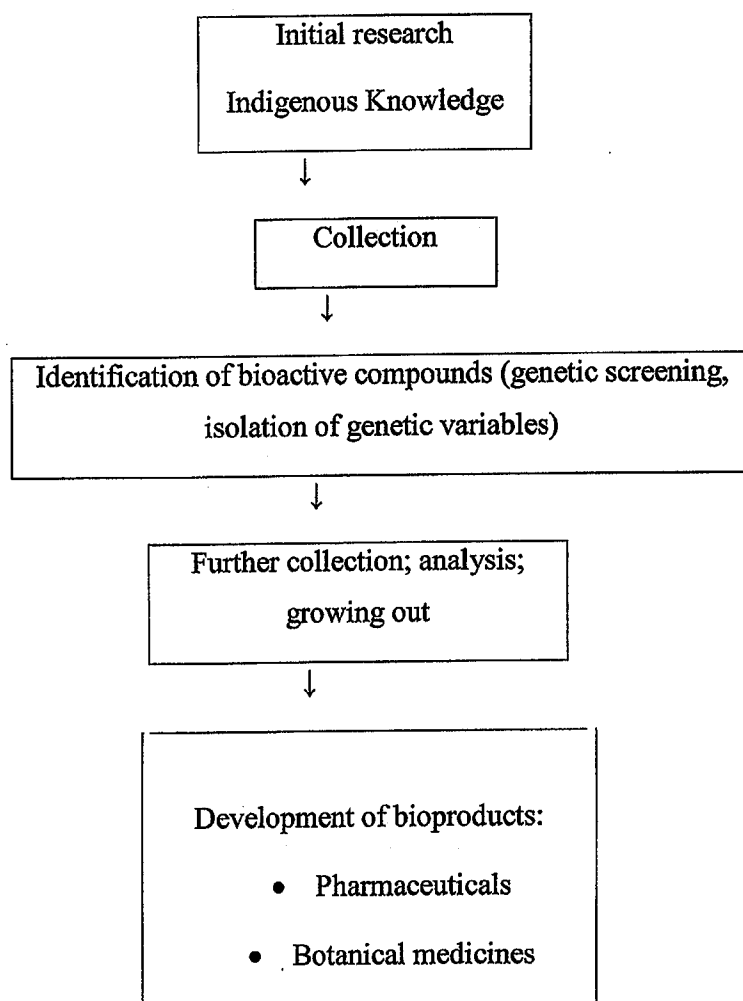 Initial research
Indigenous Knowledge
↓
Collection
↓
Identification of bioactive compounds (genetic screening,
isolation of genetic variables)
↓
Further collection; analysis;
growing out
↓
Development of bioproducts:
• Pharmaceuticals
• Botanical medicines